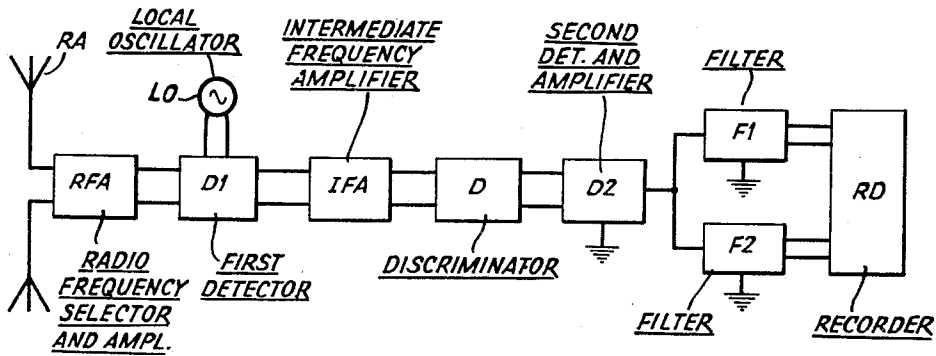 RA
LOCAL
OSCILLATOR
LO
INTERMEDIATE
FREQUENCY
AMPLIFIER
SECOND
DET. AND
AMPLIFIER
FILTER
RFA
D1
IFA
D
D2
F1
F2
RD
RADIO
FREQUENCY
SELECTOR
AND AMPL.
FIRST
DETECTOR
DISCRIMINATOR
FILTER
RECORDER